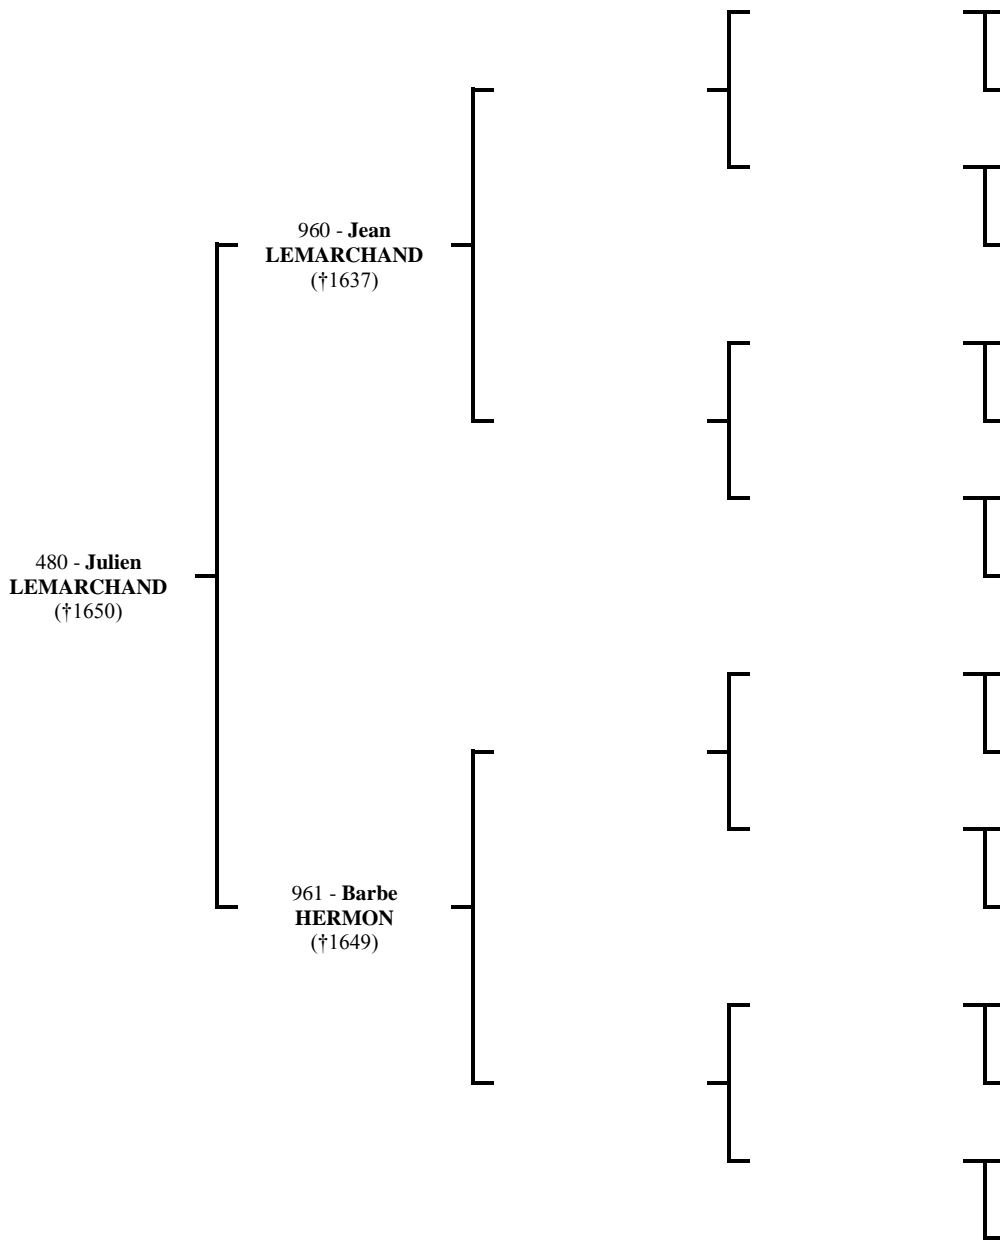 960 - Jean
LEMARCHAND
(†1637)
480 - Julien
LEMARCHAND
(†1650)
961 - Barbe
HERMON
(†1649)